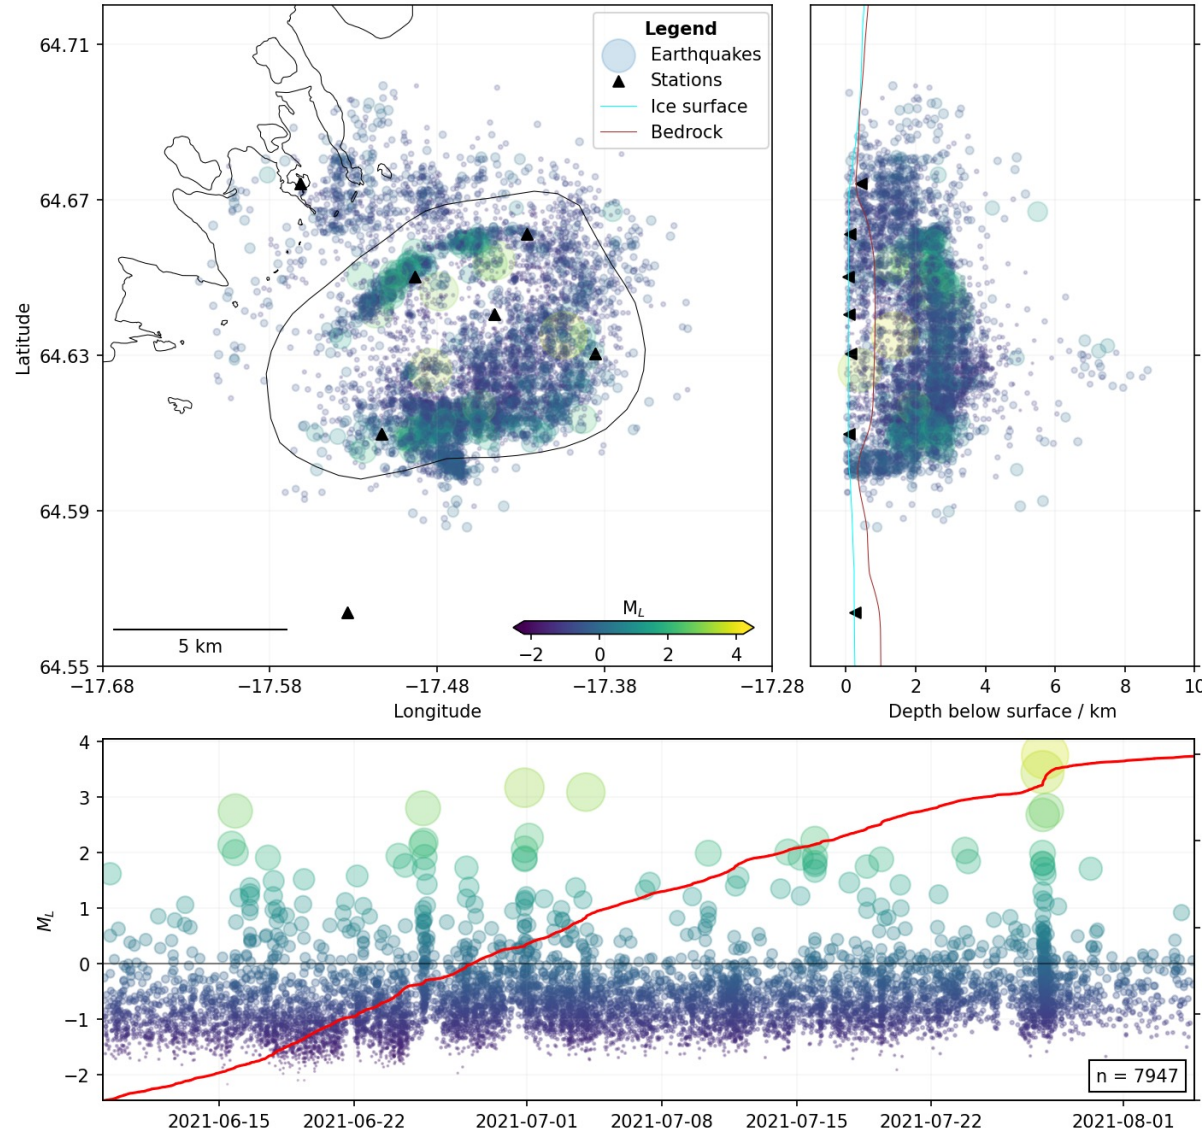 Legend
Earthquakes
Stations
Ice surface
Bedrock
64.71
64.67
64.63
64.59
64.55
Latitude
5 km
M_L
−2 0 2 4
−17.68 −17.58 −17.48 −17.38 −17.28
Longitude
0 2 4 6 8 10
Depth below surface / km
4
3
2
1
0
−1
−2
M_L
n = 7947
2021-06-15 2021-06-22 2021-07-01 2021-07-08 2021-07-15 2021-07-22 2021-08-01